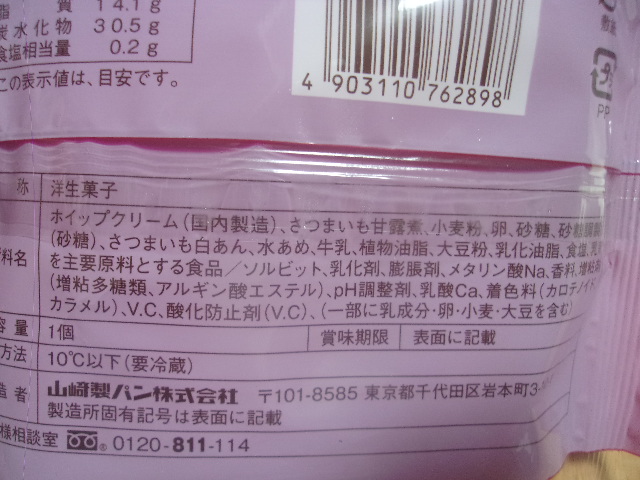 脂 質 14.1g
炭水化物 30.5g
食塩相当量 0.2g
この表示値は、目安です。
4 903110 762898
PP
称 洋生菓子
ホイップクリーム(国内製造)、さつまいも甘露煮、小麦粉、卵、砂糖、
(砂糖)、さつまいも白あん、水あめ、牛乳、植物油脂、大豆粉、乳化油脂、食塩、
料名 を主要原料とする食品/ソルビット、乳化剤、膨脹剤、メタリン酸Na、香料、増粘剤
(増粘多糖類、アルギン酸エステル)、pH調整剤、乳酸Ca、着色料(カロテノイド、
カラメル)、V.C、酸化防止剤(V.C)、(一部に乳成分・卵・小麦・大豆を含む)
容量 1個 賞味期限 表面に記載
方法 10℃以下(要冷蔵)
造者 山崎製パン株式会社 〒101-8585 東京都千代田区岩本町3-
製造所固有記号は表面に記載
様相談室 0120-811-114